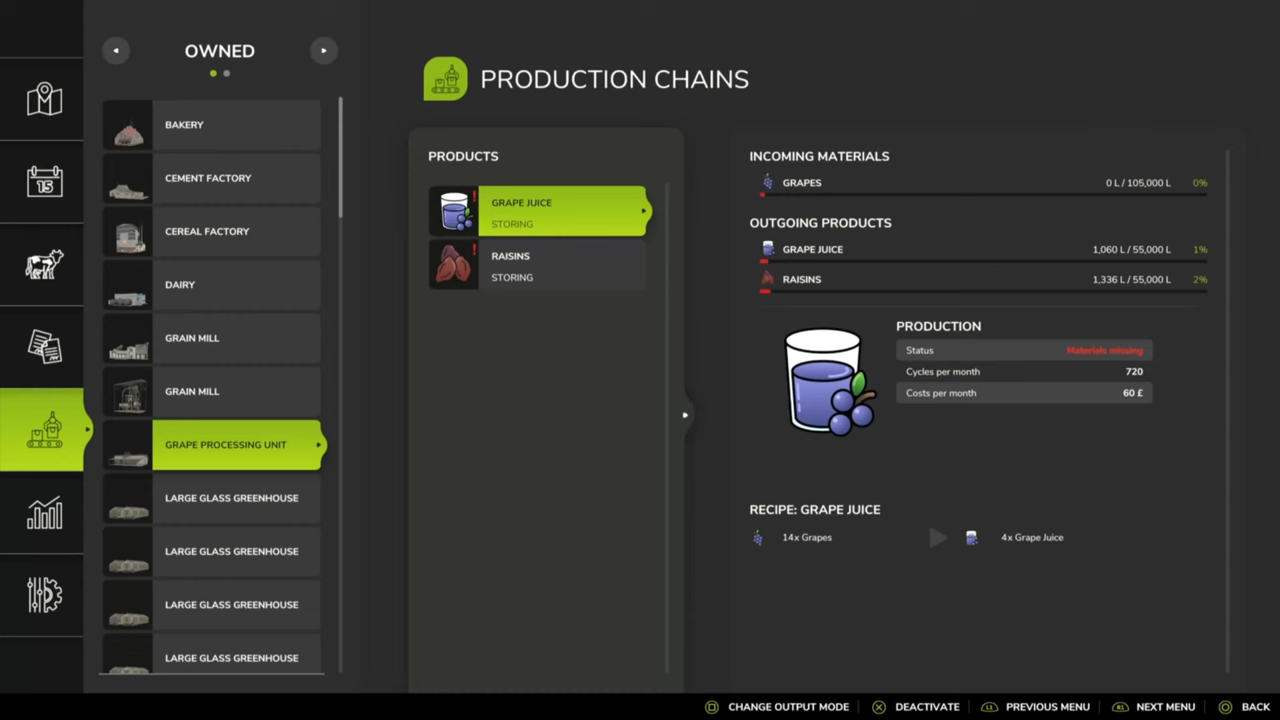 OWNED
BAKERY
CEMENT FACTORY
CEREAL FACTORY
DAIRY
GRAIN MILL
GRAIN MILL
GRAPE PROCESSING UNIT
LARGE GLASS GREENHOUSE
LARGE GLASS GREENHOUSE
LARGE GLASS GREENHOUSE
LARGE GLASS GREENHOUSE
15
PRODUCTION CHAINS
PRODUCTS
GRAPE JUICE
STORING
RAISINS
STORING
INCOMING MATERIALS
GRAPES 0 L / 105,000 L 0%
OUTGOING PRODUCTS
GRAPE JUICE 1,060 L / 55,000 L 1%
RAISINS 1,336 L / 55,000 L 2%
PRODUCTION
Status Materials missing
Cycles per month 720
Costs per month 60 £
RECIPE: GRAPE JUICE
14x Grapes 4x Grape Juice
CHANGE OUTPUT MODE DEACTIVATE L1 PREVIOUS MENU R1 NEXT MENU BACK